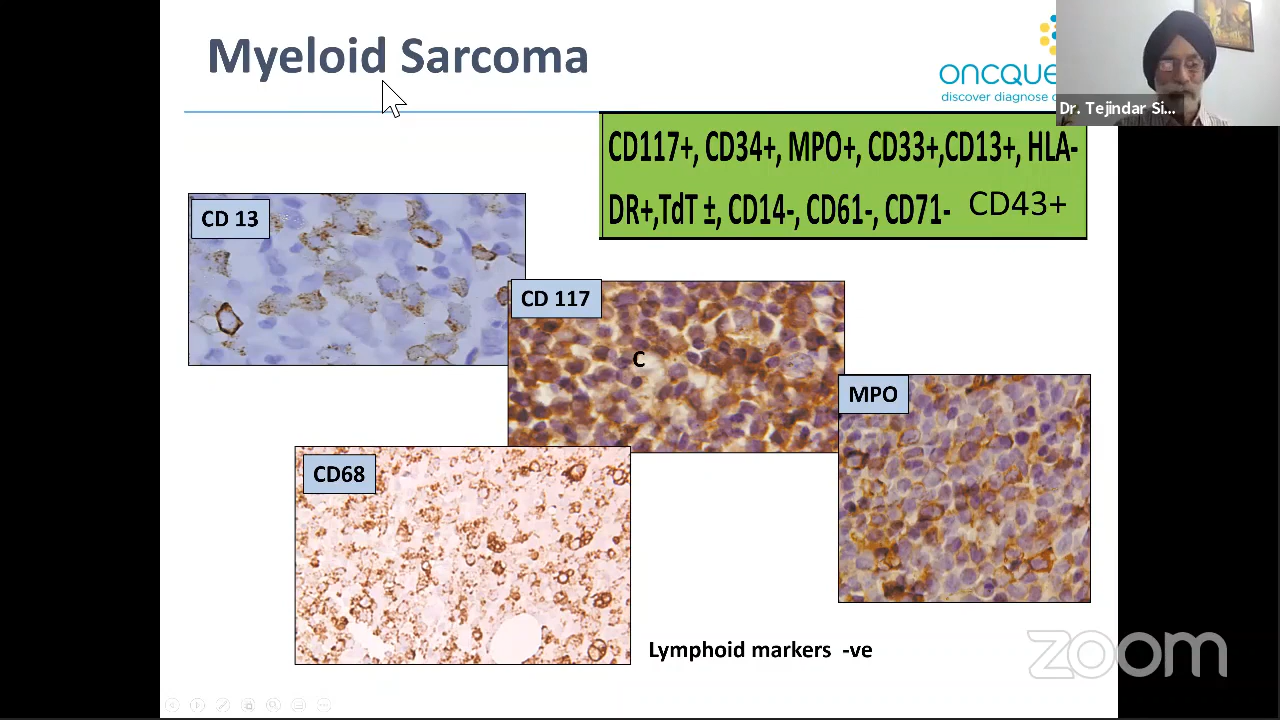 Myeloid Sarcoma
oncque
discover diagnose
Dr. Tejindar Si...
CD117+, CD34+, MPO+, CD33+,CD13+, HLA-
DR+,TdT ±, CD14-, CD61-, CD71- CD43+
CD 13
CD 117
C
MPO
CD68
Lymphoid markers -ve
zoom